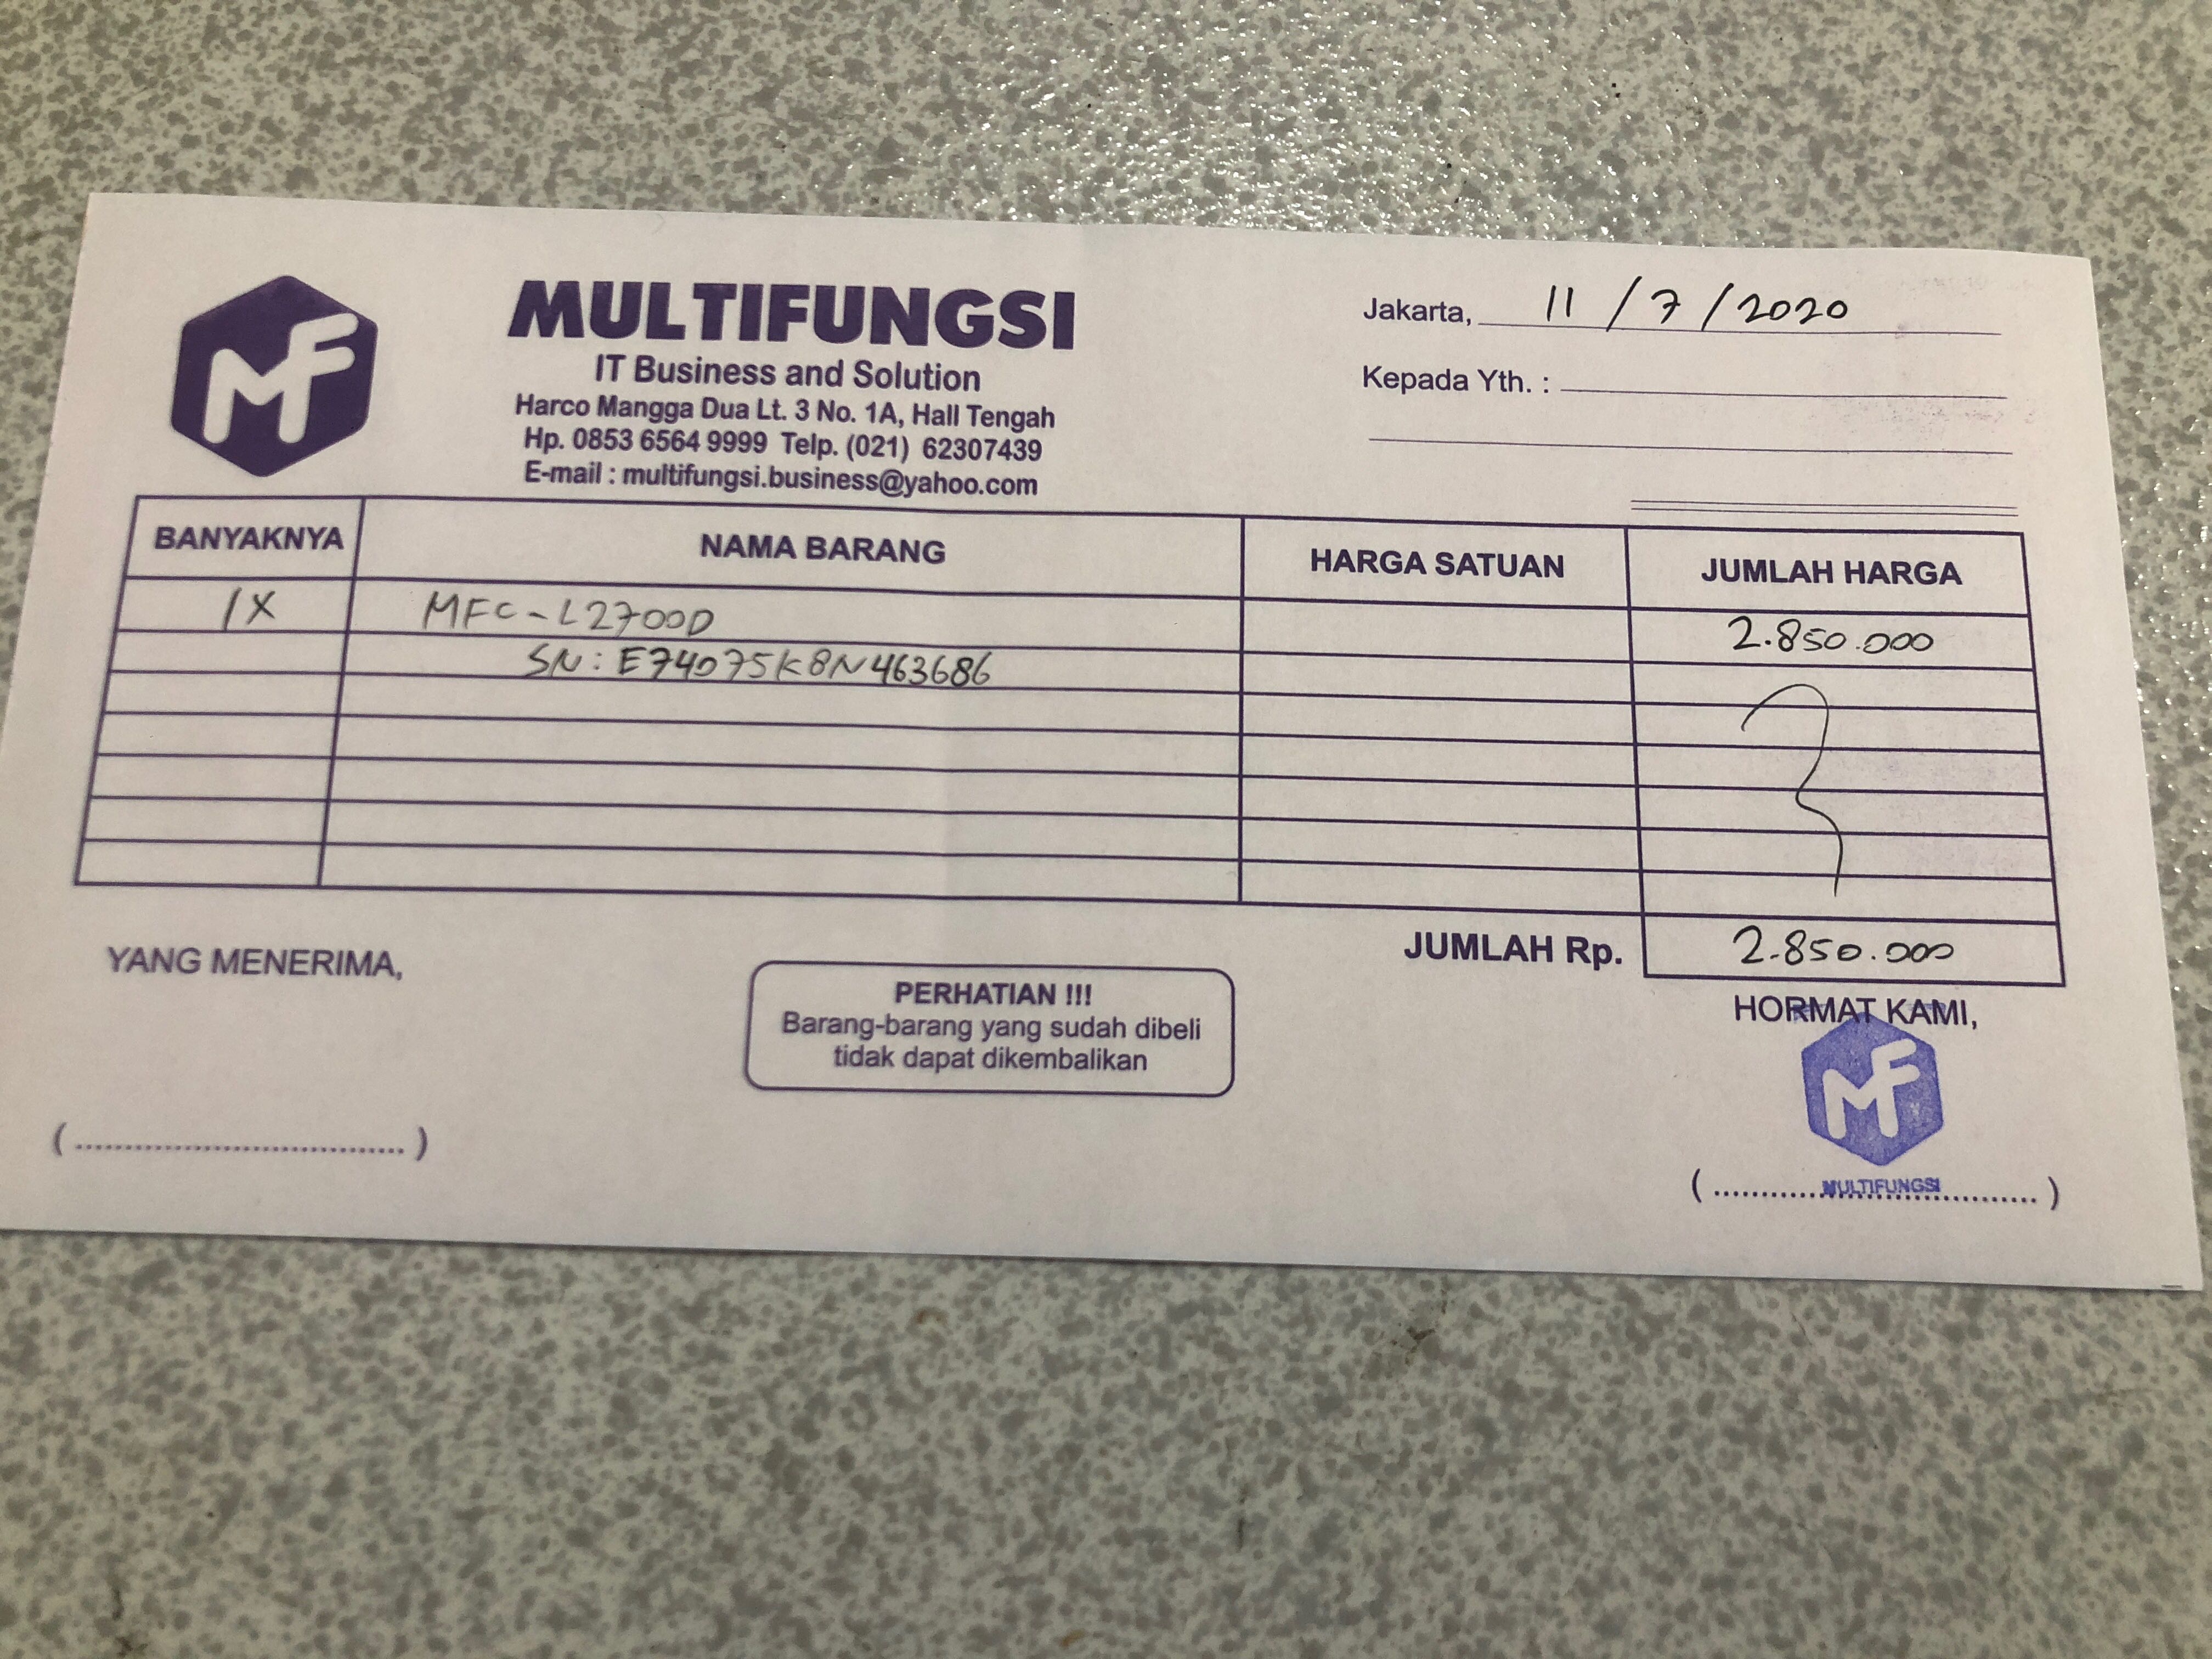 MF
MULTIFUNGSI
IT Business and Solution
Harco Mangga Dua Lt. 3 No. 1A, Hall Tengah
Hp. 0853 6564 9999 Telp. (021) 62307439
E-mail : multifungsi.business@yahoo.com
Jakarta, 11 / 7 / 2020
Kepada Yth. :
BANYAKNYA NAMA BARANG HARGA SATUAN JUMLAH HARGA
1X MFC-L2700D 2.850.000
SN: E74075K8N463686
JUMLAH Rp. 2.850.000
YANG MENERIMA,
PERHATIAN !!!
Barang-barang yang sudah dibeli
tidak dapat dikembalikan
HORMAT KAMI,
MF
MULTIFUNGSI